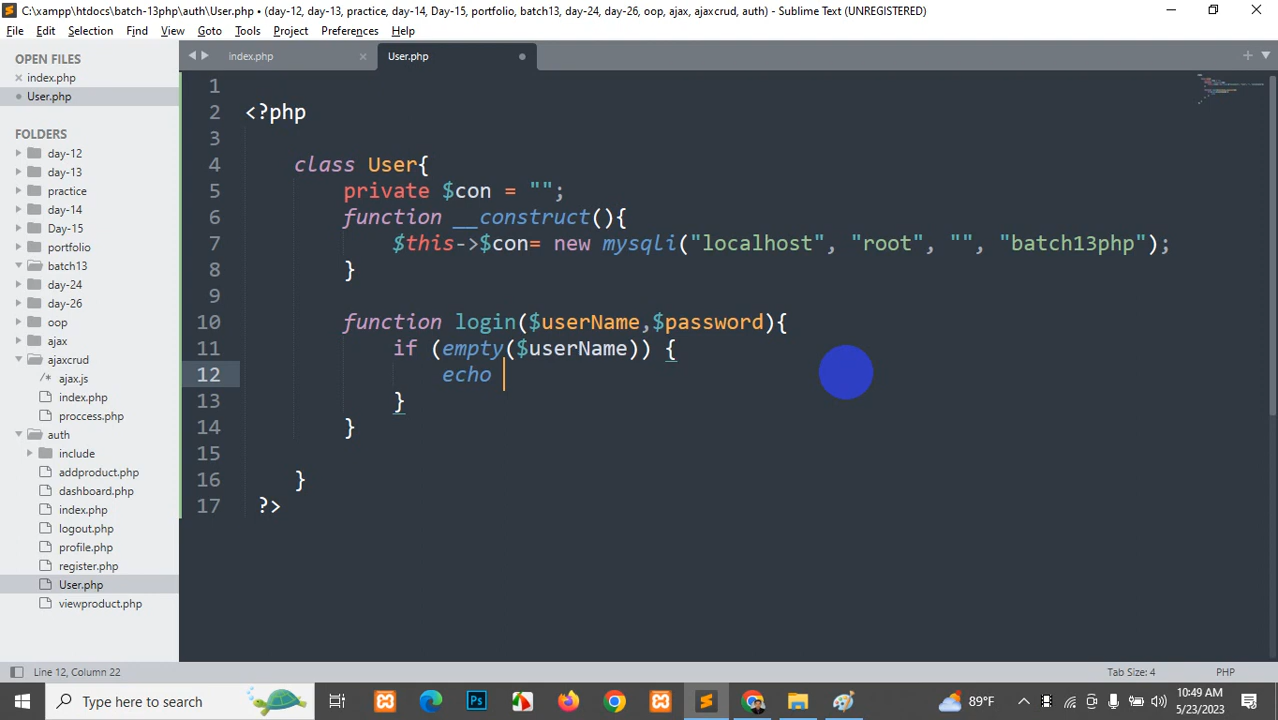 C:\xampp\htdocs\batch-13php\auth\User.php • (day-12, day-13, practice, day-14, Day-15, portfolio, batch13, day-24, day-26, oop, ajax, ajaxcrud, auth) - Sublime Text (UNREGISTERED)
File Edit Selection Find View Goto Tools Project Preferences Help
OPEN FILES
index.php
User.php
FOLDERS
day-12
day-13
practice
day-14
Day-15
portfolio
batch13
day-24
day-26
oop
ajax
ajaxcrud
/* ajax.js
index.php
proccess.php
auth
include
addproduct.php
dashboard.php
index.php
logout.php
profile.php
register.php
User.php
viewproduct.php
index.php User.php
1
2 <?php
3
4 class User{
5 private $con = "";
6 function __construct(){
7 $this->$con= new mysqli("localhost", "root", "", "batch13php");
8 }
9
10 function login($userName,$password){
11 if (empty($userName)) {
12 echo
13 }
14 }
15
16 }
17 ?>
Line 12, Column 22 Tab Size: 4 PHP
Type here to search 89°F 10:49 AM
5/23/2023